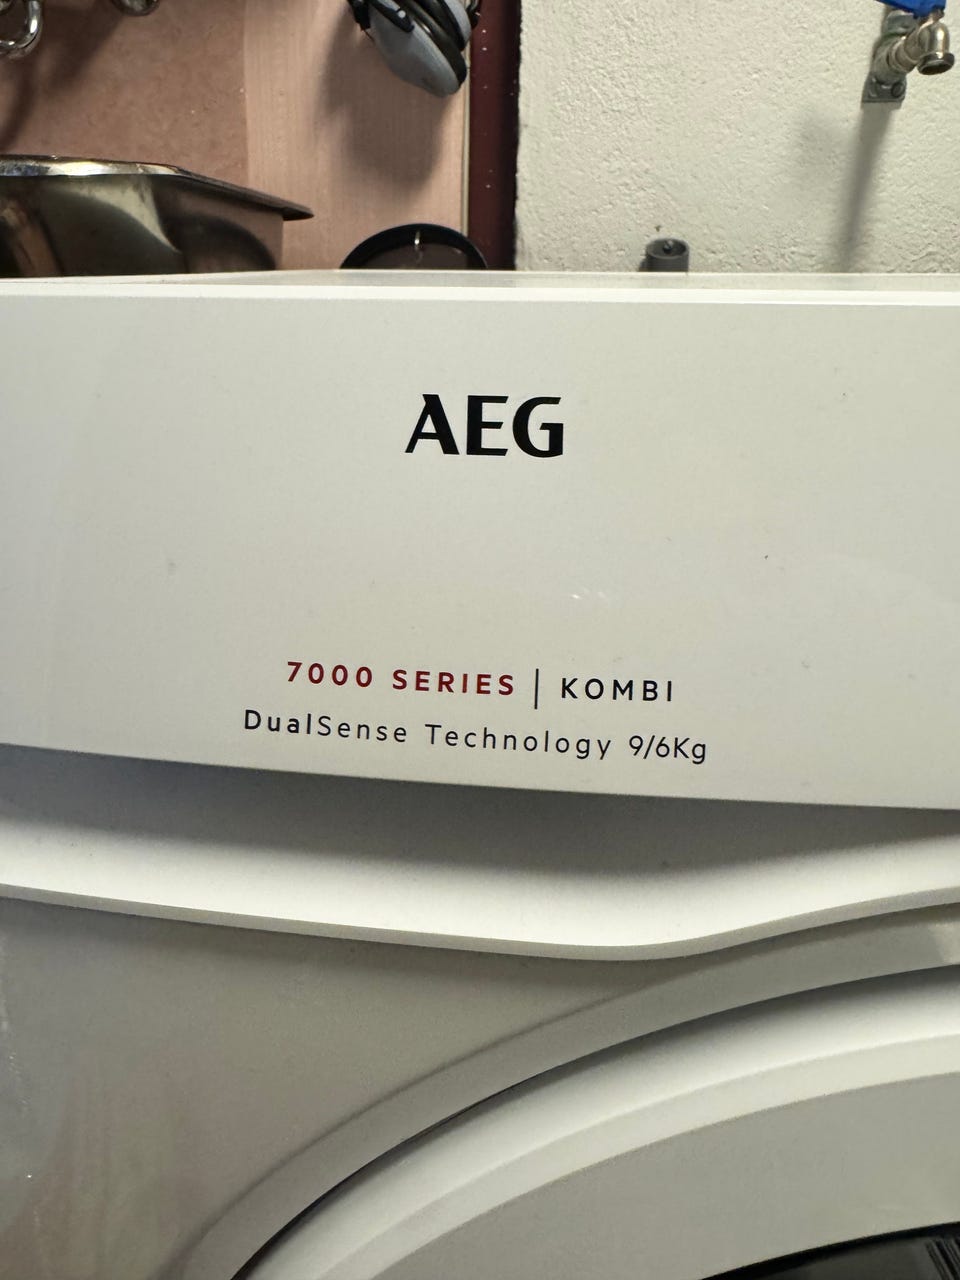 AEG
7000 SERIES | KOMBI
DualSense Technology 9/6Kg